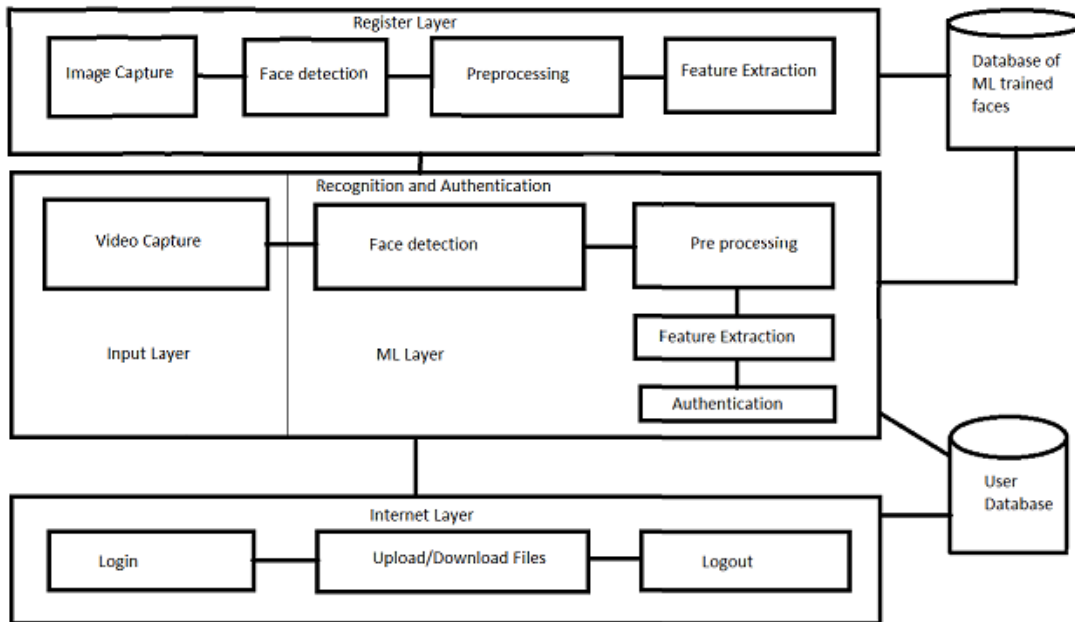 Register Layer
Image Capture
Face detection
Preprocessing
Feature Extraction
Database of
ML trained
faces
Recognition and Authentication
Video Capture
Face detection
Pre processing
Input Layer
ML Layer
Feature Extraction
Authentication
User
Database
Internet Layer
Login
Upload/Download Files
Logout